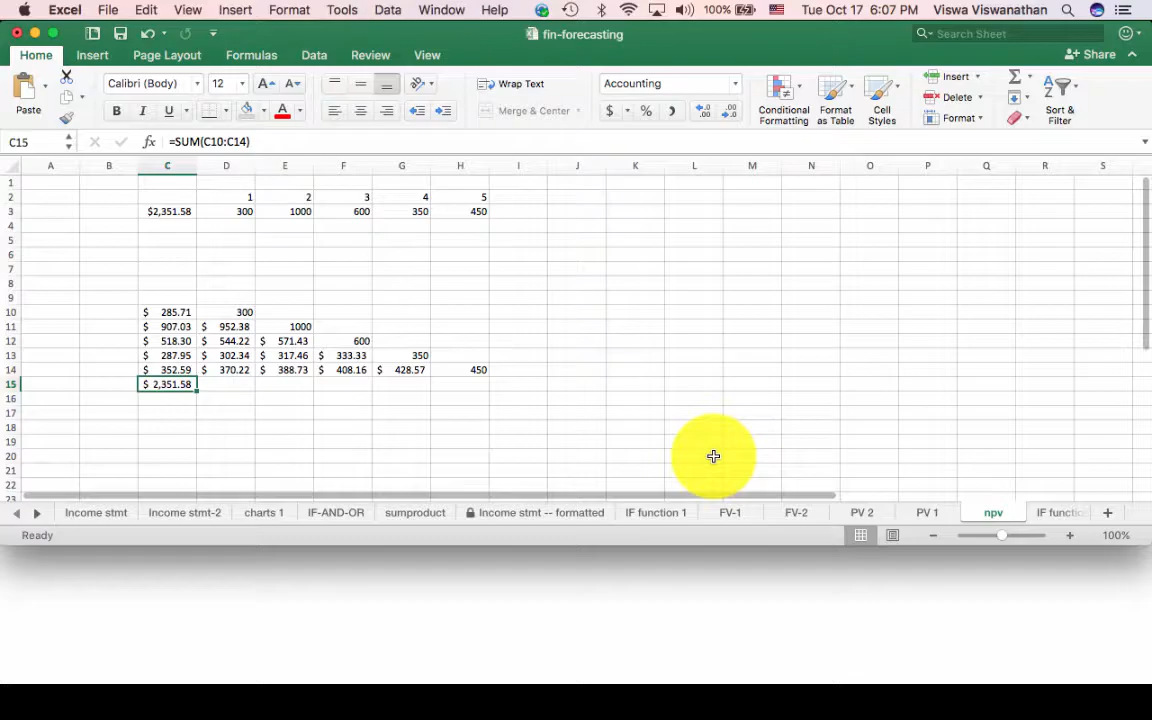 Excel File Edit View Insert Format Tools Data Window Help 100% Tue Oct 17 6:07 PM Viswa Viswanathan
fin-forecasting Search Sheet
Home Insert Page Layout Formulas Data Review View Share
Paste Calibri (Body) 12 A A Wrap Text Accounting Conditional Formatting Format as Table Cell Styles Insert Sort & Filter
Delete
B I U A Merge & Center $ % Format
C15 fx =SUM(C10:C14)
A B C D E F G H I J K L M N O P Q R S
1
2 1 2 3 4 5
3 $2,351.58 300 1000 600 350 450
4
5
6
7
8
9
10 $ 285.71 300
11 $ 907.03 $ 952.38 1000
12 $ 518.30 $ 544.22 $ 571.43 600
13 $ 287.95 $ 302.34 $ 317.46 $ 333.33 350
14 $ 352.59 $ 370.22 $ 388.73 $ 408.16 $ 428.57 450
15 $ 2,351.58
16
17
18
19
20
21
22
23
Income stmt Income stmt-2 charts 1 IF-AND-OR sumproduct Income stmt -- formatted IF function 1 FV-1 FV-2 PV 2 PV 1 npv IF functio
Ready 100%